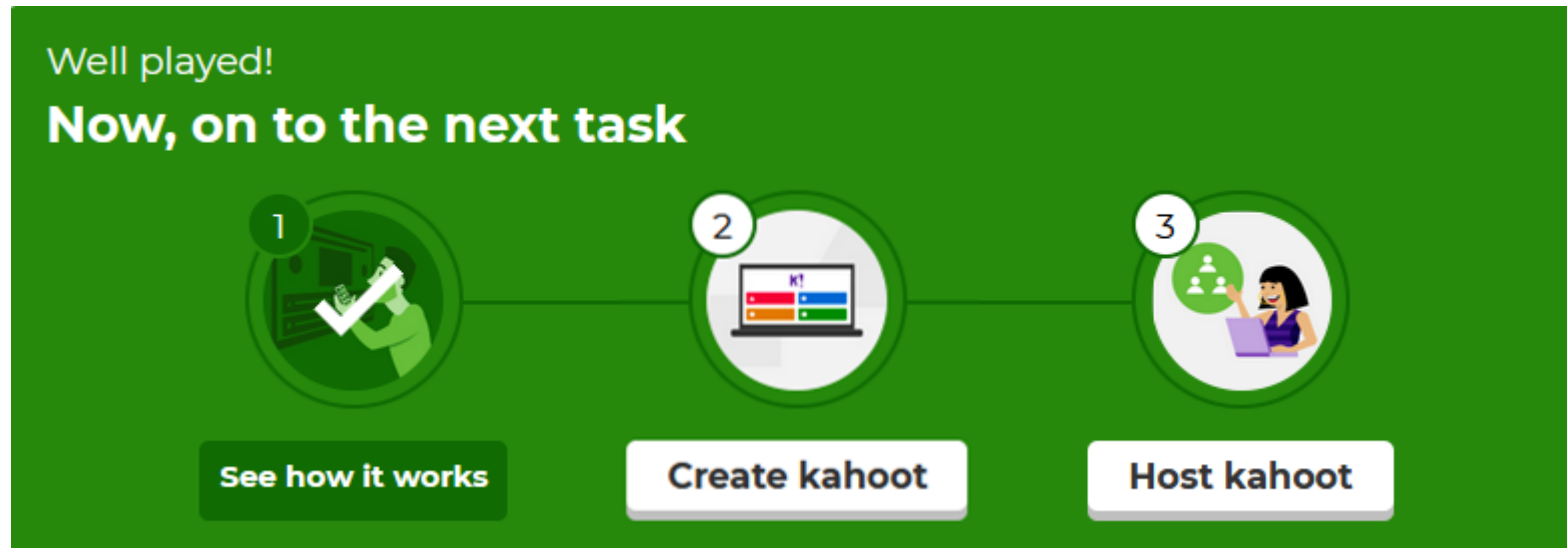 Well played!
Now, on to the next task
1
2
3
K!
See how it works
Create kahoot
Host kahoot